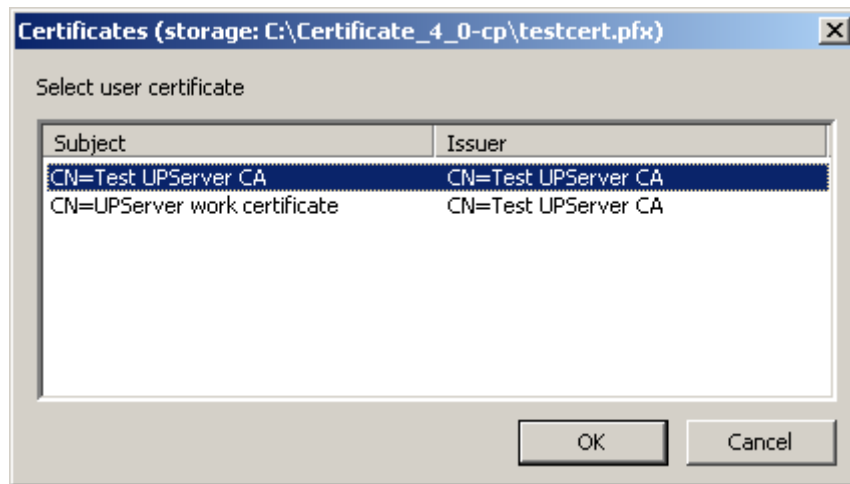 Certificates (storage: C:\Certificate_4_0-cp\testcert.pfx)
Select user certificate
Subject Issuer
CN=Test UPServer CA CN=Test UPServer CA
CN=UPServer work certificate CN=Test UPServer CA
OK Cancel